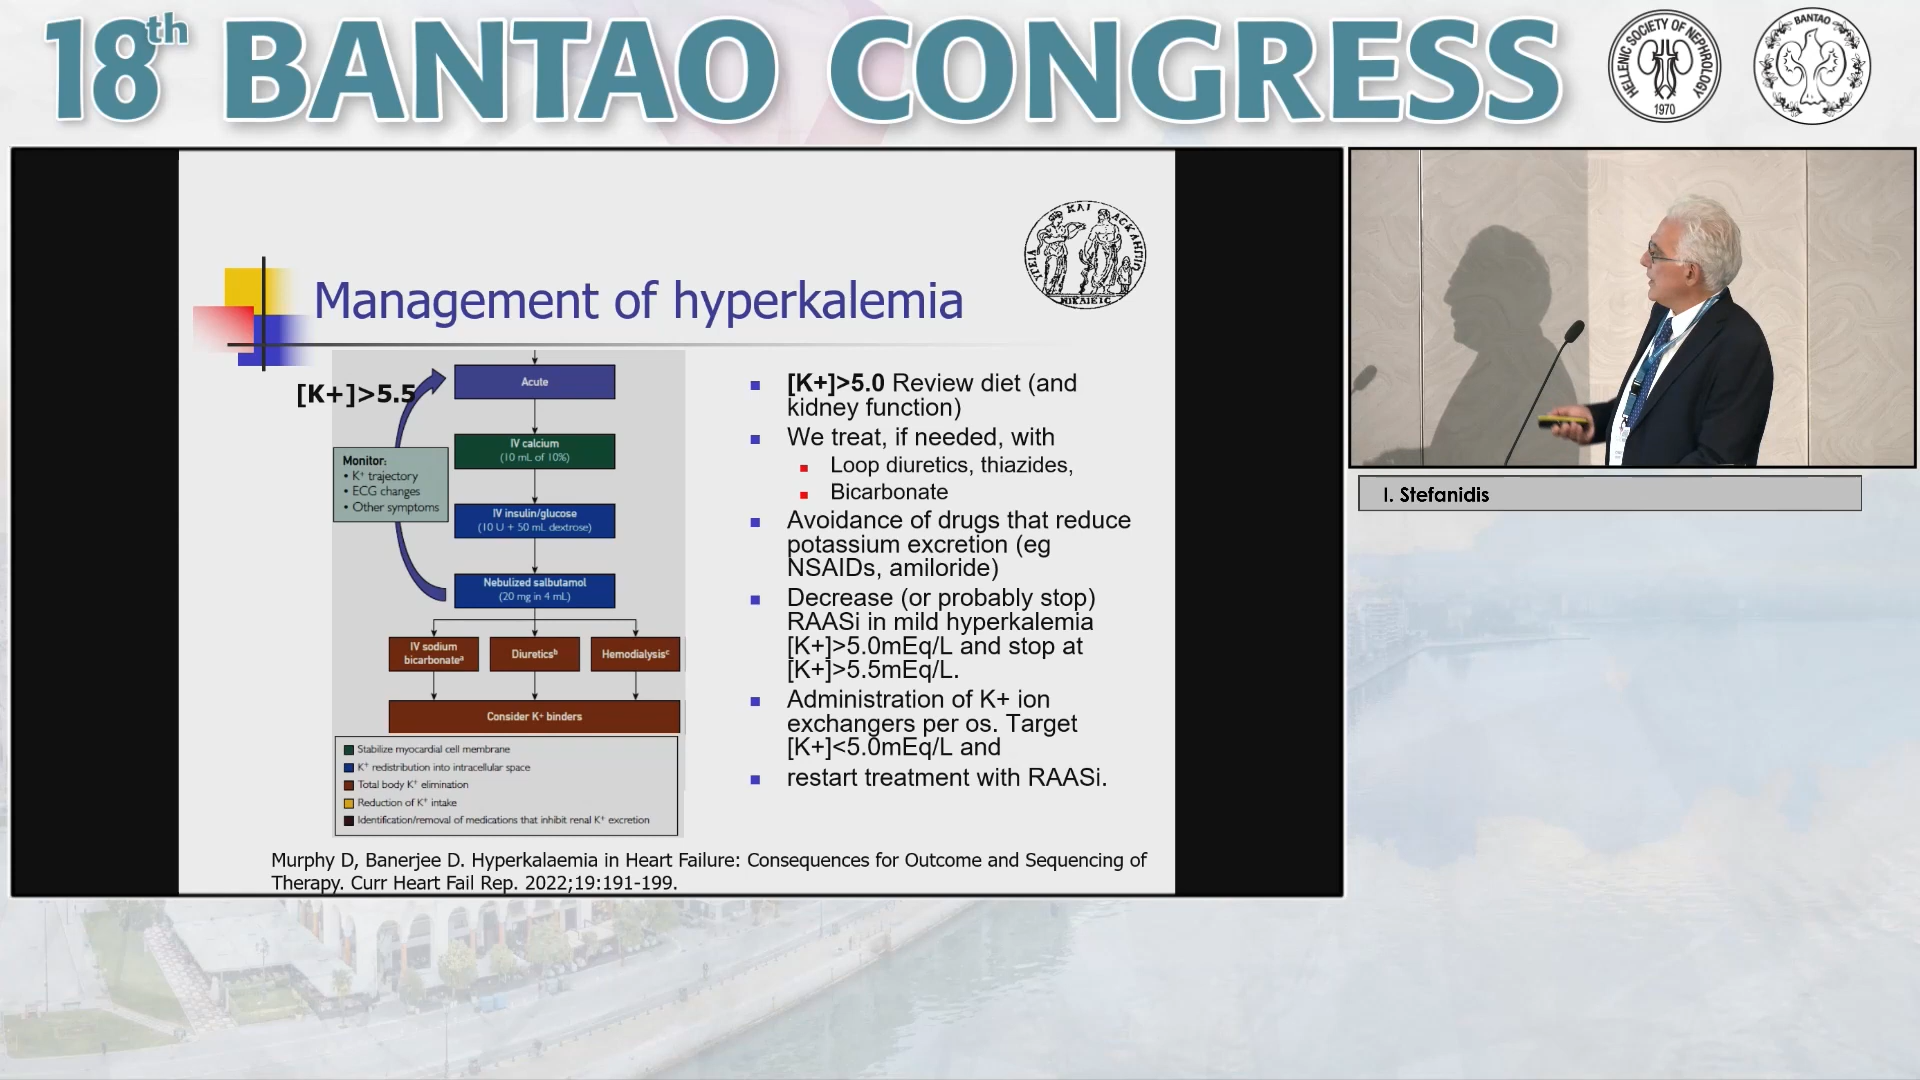 18th BANTAO CONGRESS
HELLENIC SOCIETY OF NEPHROLOGY
1970
BANTAO
ΚΑΙ
ΥΓΕΙΑ
ΑΣΚΛΗΠΙΩ
ΝΙΚΑΙΕΙC
Management of hyperkalemia
[K+]>5.5
Acute
IV calcium
(10 mL of 10%)
Monitor:
• K⁺ trajectory
• ECG changes
• Other symptoms
IV insulin/glucose
(10 U + 50 mL dextrose)
Nebulized salbutamol
(20 mg in 4 mL)
IV sodium
bicarbonateᵃ
Diureticsᵇ
Hemodialysisᶜ
Consider K⁺ binders
Stabilize myocardial cell membrane
K⁺ redistribution into intracellular space
Total body K⁺ elimination
Reduction of K⁺ intake
Identification/removal of medications that inhibit renal K⁺ excretion
[K+]>5.0 Review diet (and
kidney function)
We treat, if needed, with
Loop diuretics, thiazides,
Bicarbonate
Avoidance of drugs that reduce
potassium excretion (eg
NSAIDs, amiloride)
Decrease (or probably stop)
RAASi in mild hyperkalemia
[K+]>5.0mEq/L and stop at
[K+]>5.5mEq/L.
Administration of K+ ion
exchangers per os. Target
[K+]<5.0mEq/L and
restart treatment with RAASi.
Murphy D, Banerjee D. Hyperkalaemia in Heart Failure: Consequences for Outcome and Sequencing of
Therapy. Curr Heart Fail Rep. 2022;19:191-199.
I. Stefanidis